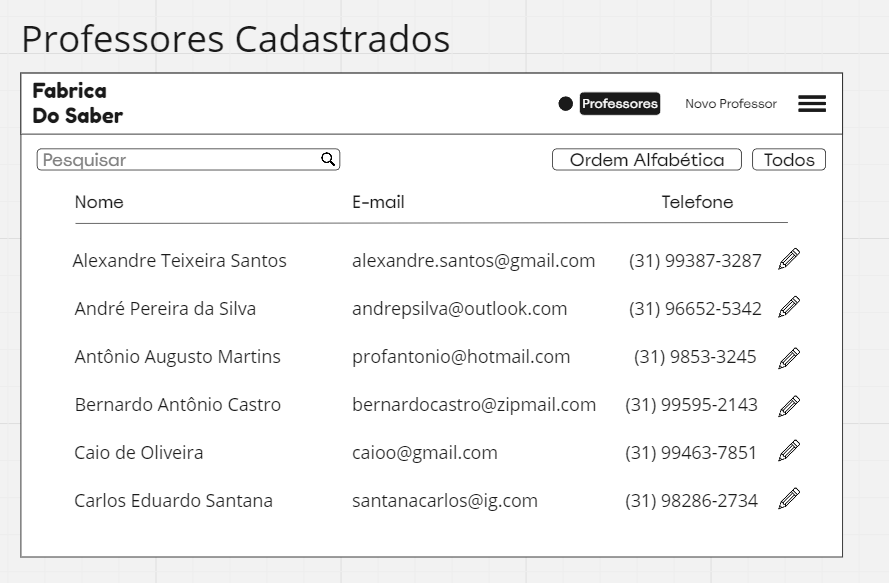 Professores Cadastrados
Fabrica
Do Saber
Professores
Novo Professor
Pesquisar
Ordem Alfabética
Todos
Nome E-mail Telefone
Alexandre Teixeira Santos alexandre.santos@gmail.com (31) 99387-3287
André Pereira da Silva andrepsilva@outlook.com (31) 96652-5342
Antônio Augusto Martins profantonio@hotmail.com (31) 9853-3245
Bernardo Antônio Castro bernardocastro@zipmail.com (31) 99595-2143
Caio de Oliveira caioo@gmail.com (31) 99463-7851
Carlos Eduardo Santana santanacarlos@ig.com (31) 98286-2734